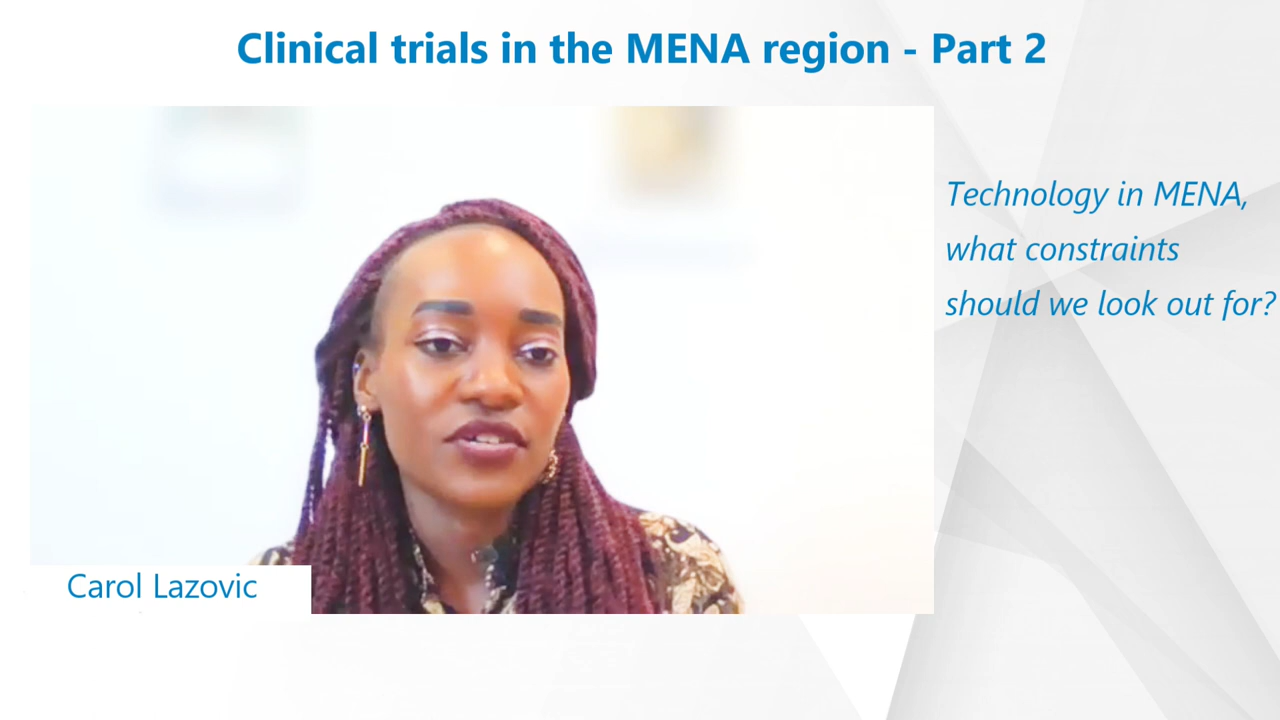 Clinical trials in the MENA region - Part 2
Technology in MENA,
what constraints
should we look out for?
Carol Lazovic